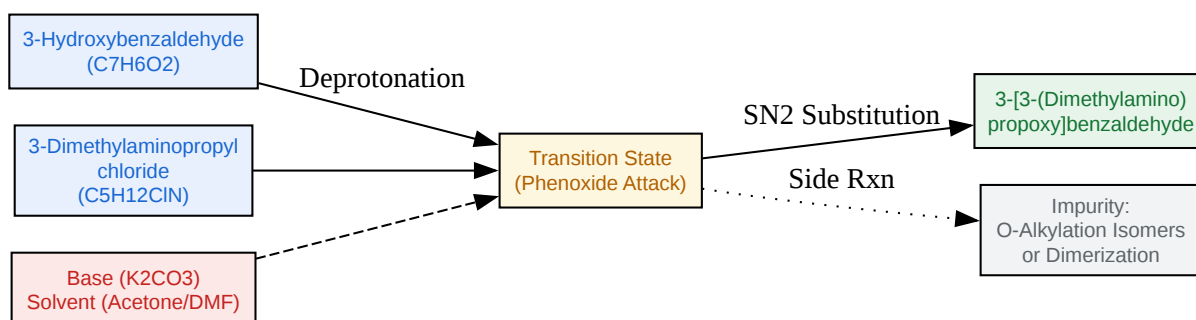 3-Hydroxybenzaldehyde
(C7H6O2)
Deprotonation
3-Dimethylaminopropyl
chloride
(C5H12ClN)
Base (K2CO3)
Solvent (Acetone/DMF)
Transition State
(Phenoxide Attack)
SN2 Substitution
3-[3-(Dimethylamino)
propoxy]benzaldehyde
Side Rxn
Impurity:
O-Alkylation Isomers
or Dimerization